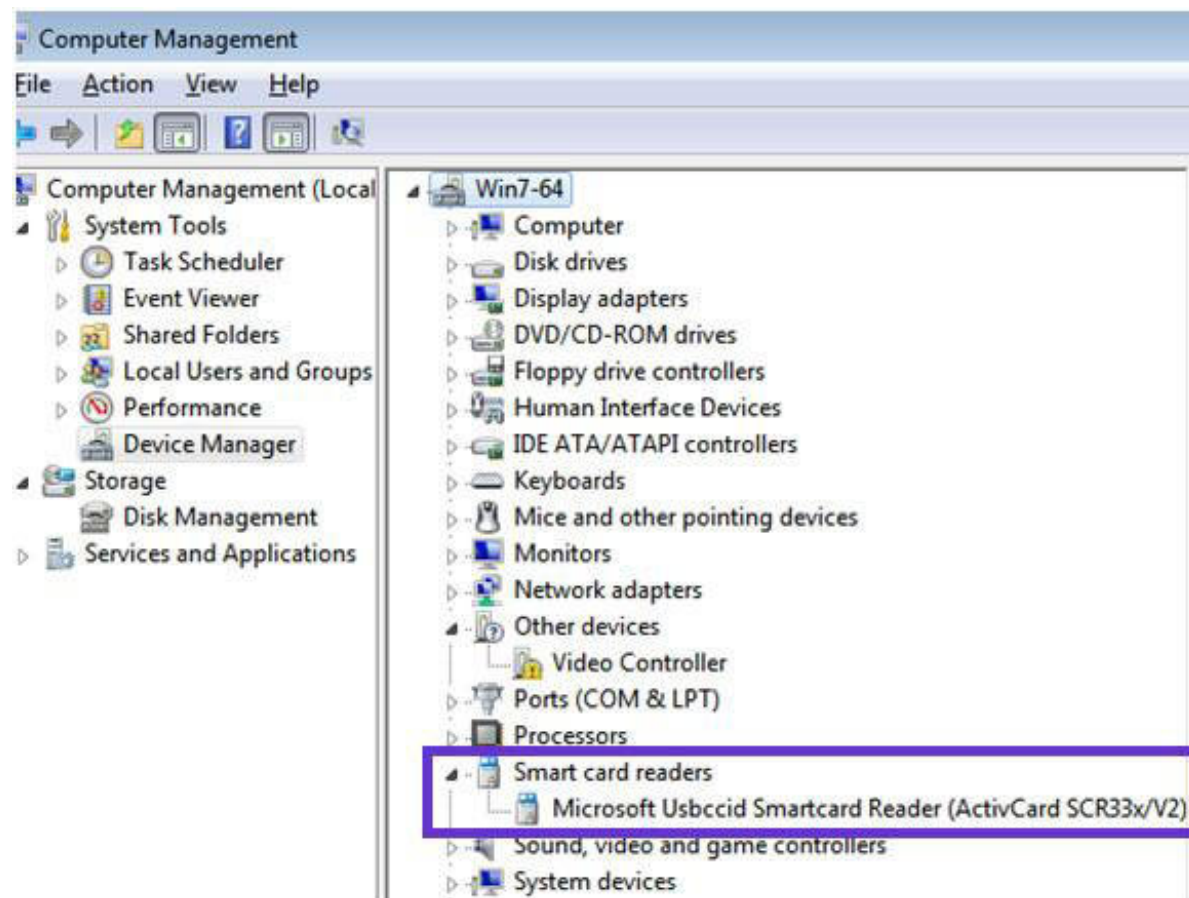 Computer Management
File Action View Help
Computer Management (Local
System Tools
Task Scheduler
Event Viewer
Shared Folders
Local Users and Groups
Performance
Device Manager
Storage
Disk Management
Services and Applications
Win7-64
Computer
Disk drives
Display adapters
DVD/CD-ROM drives
Floppy drive controllers
Human Interface Devices
IDE ATA/ATAPI controllers
Keyboards
Mice and other pointing devices
Monitors
Network adapters
Other devices
Video Controller
Ports (COM & LPT)
Processors
Smart card readers
Microsoft Usbccid Smartcard Reader (ActivCard SCR33x/V2)
Sound, video and game controllers
System devices